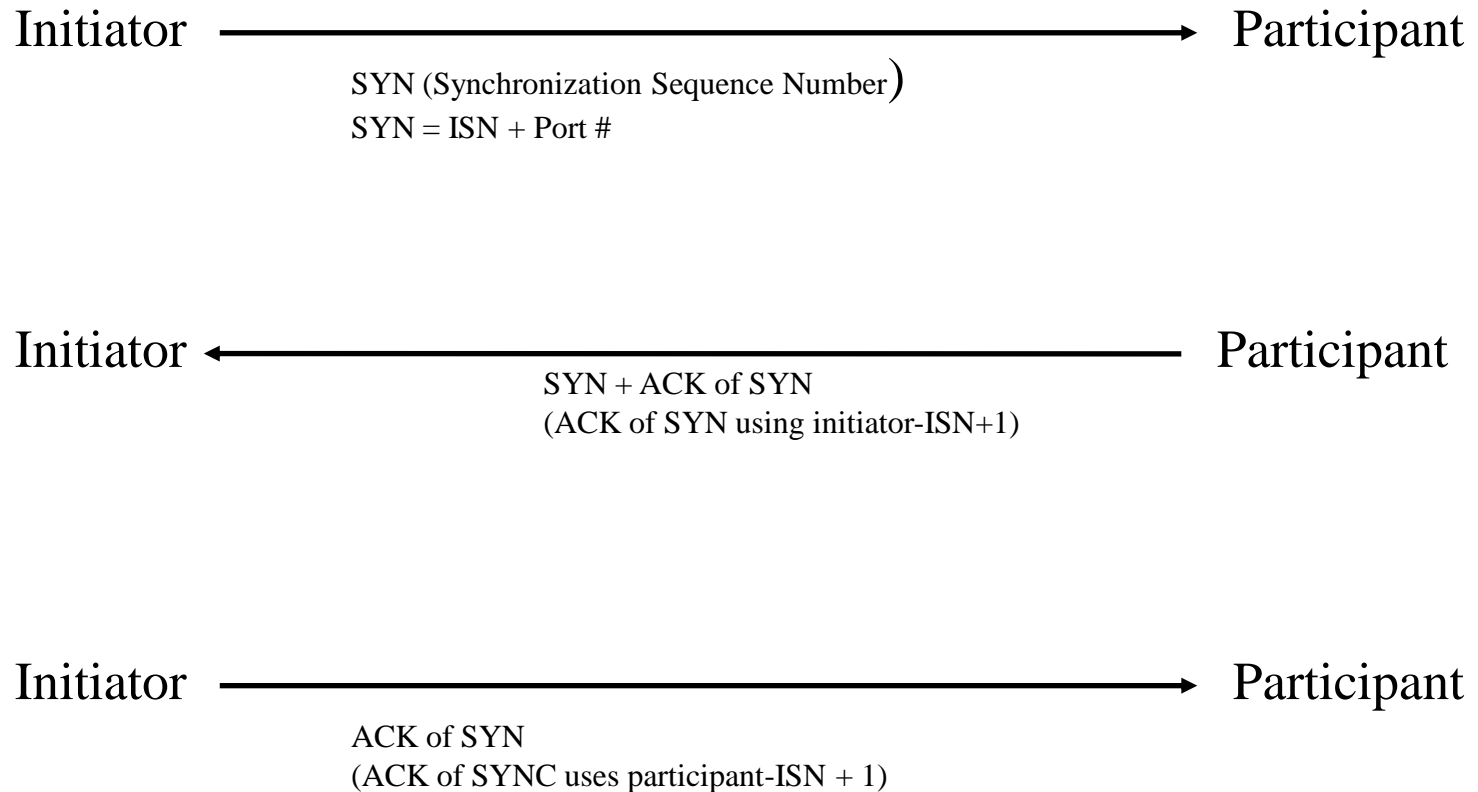 Initiator Participant
SYN (Synchronization Sequence Number)
SYN = ISN + Port #
Initiator Participant
SYN + ACK of SYN
(ACK of SYN using initiator-ISN+1)
Initiator Participant
ACK of SYN
(ACK of SYNC uses participant-ISN + 1)